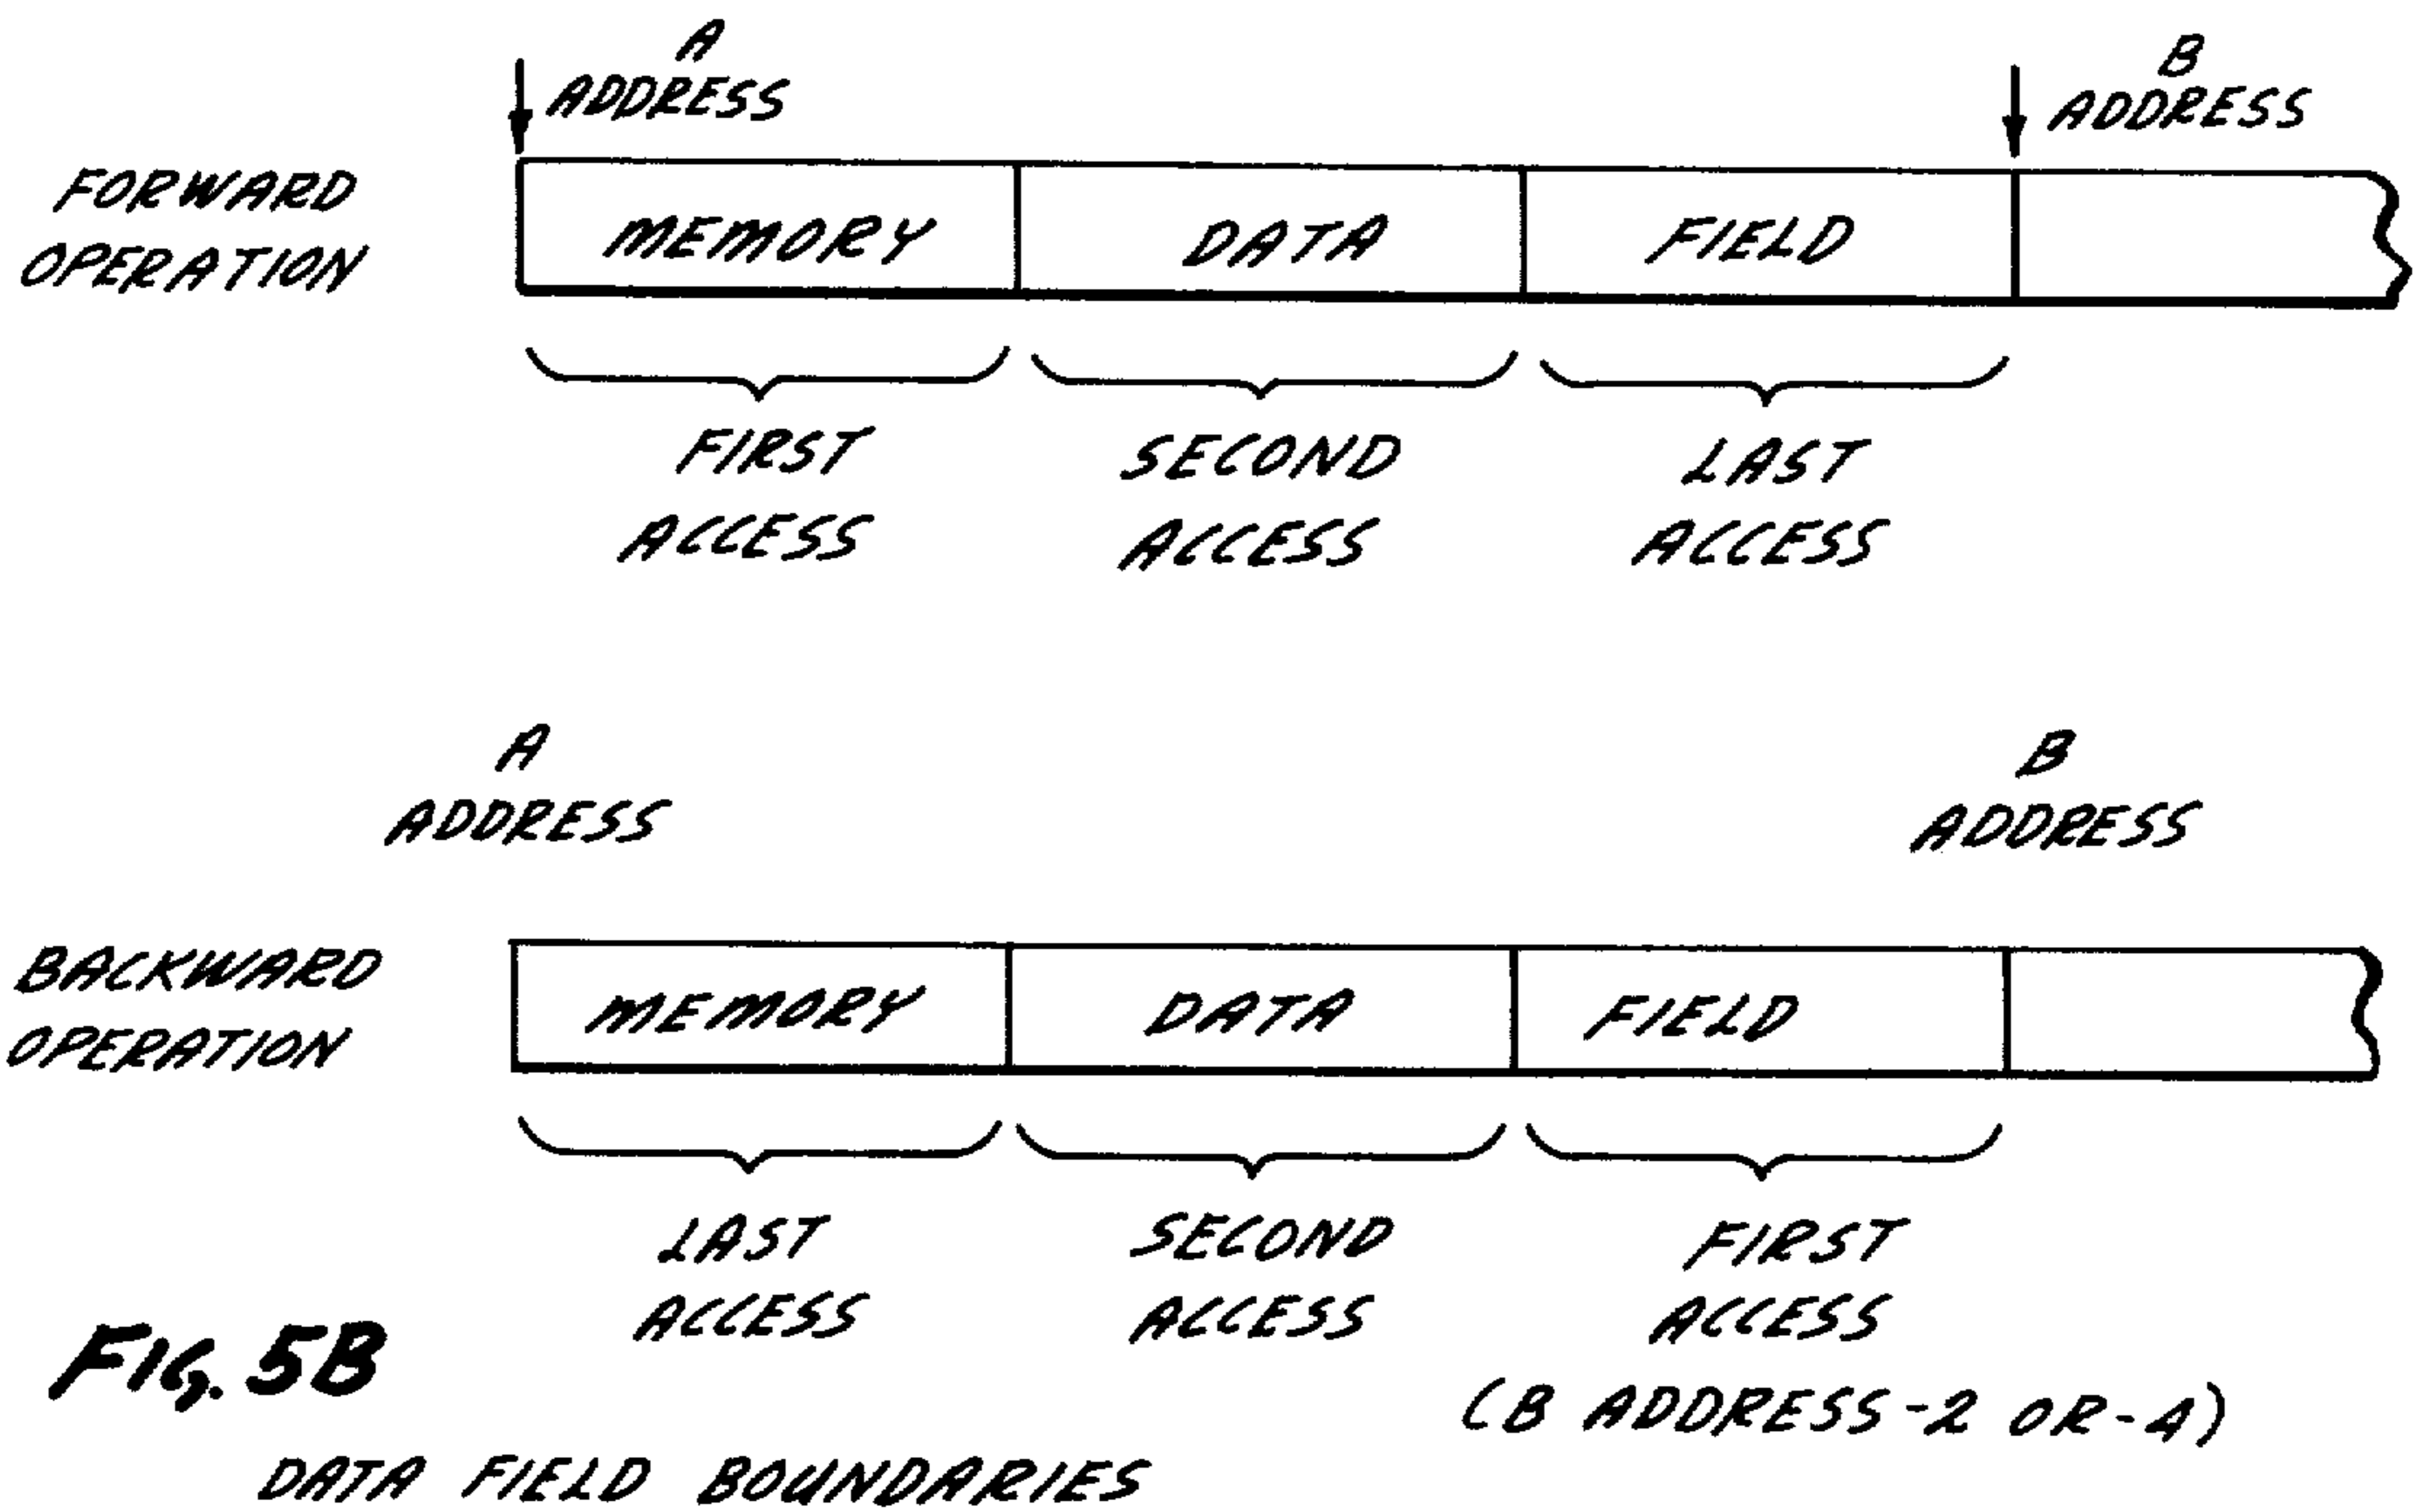 A
ADDRESS
B
ADDRESS
FORWARD
OPERATION
MEMORY
DATA
FIELD
FIRST
ACCESS
SECOND
ACCESS
LAST
ACCESS
A
ADDRESS
B
ADDRESS
BACKWARD
OPERATION
MEMORY
DATA
FIELD
LAST
ACCESS
SECOND
ACCESS
FIRST
ACCESS
(B ADDRESS-2 OR-4)
FIG. 5B
DATA FIELD BOUNDARIES